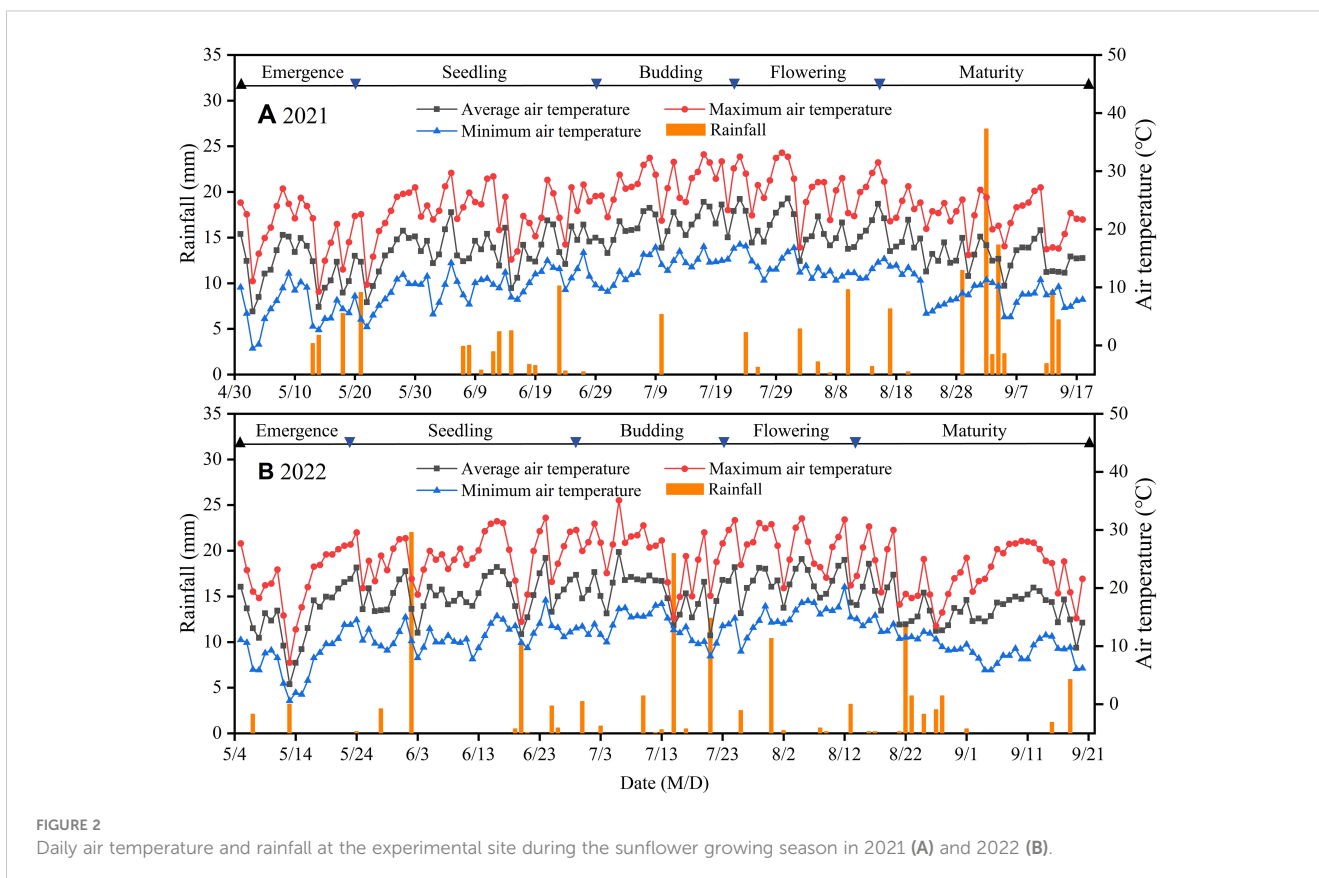 35
30
25
20
15
10
5
0
Rainfall (mm)
50
40
30
20
10
0
Air temperature (℃)
Emergence Seedling Budding Flowering Maturity
A 2021
Average air temperature Maximum air temperature
Minimum air temperature Rainfall
4/30 5/10 5/20 5/30 6/9 6/19 6/29 7/9 7/19 7/29 8/8 8/18 8/28 9/7 9/17
35
30
25
20
15
10
5
0
Rainfall (mm)
50
40
30
20
10
0
Air temperature (℃)
Emergence Seedling Budding Flowering Maturity
B 2022
Average air temperature Maximum air temperature
Minimum air temperature Rainfall
5/4 5/14 5/24 6/3 6/13 6/23 7/3 7/13 7/23 8/2 8/12 8/22 9/1 9/11 9/21
Date (M/D)
FIGURE 2
Daily air temperature and rainfall at the experimental site during the sunflower growing season in 2021 (A) and 2022 (B).